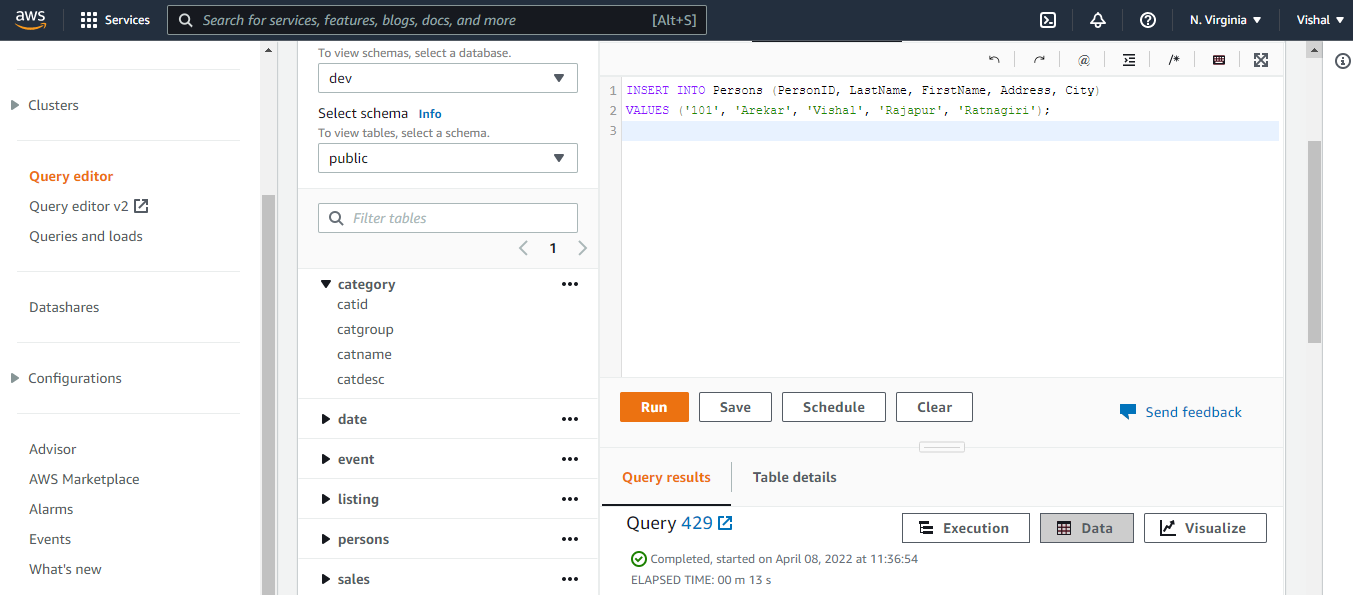 aws
Services
Search for services, features, blogs, docs, and more [Alt+S]
N. Virginia
Vishal
Clusters
Query editor
Query editor v2
Queries and loads
Datashares
Configurations
Advisor
AWS Marketplace
Alarms
Events
What's new
To view schemas, select a database.
dev
Select schema Info
To view tables, select a schema.
public
Filter tables
1
category
catid
catgroup
catname
catdesc
date
event
listing
persons
sales
@
/*
1 INSERT INTO Persons (PersonID, LastName, FirstName, Address, City)
2 VALUES ('101', 'Arekar', 'Vishal', 'Rajapur', 'Ratnagiri');
3
Run
Save
Schedule
Clear
Send feedback
Query results
Table details
Query 429
Execution
Data
Visualize
Completed, started on April 08, 2022 at 11:36:54
ELAPSED TIME: 00 m 13 s